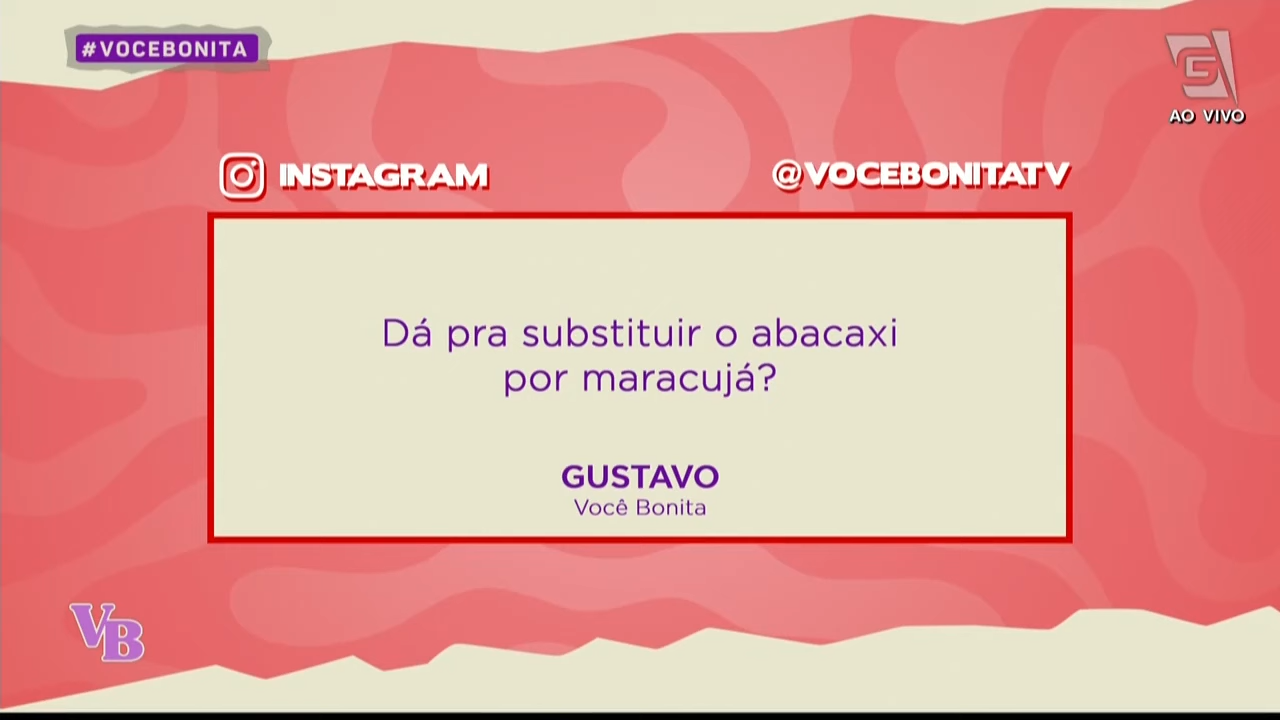 #VOCEBONITA
G
AO VIVO
INSTAGRAM
@VOCEBONITATV
Dá pra substituir o abacaxi
por maracujá?
GUSTAVO
Você Bonita
VB